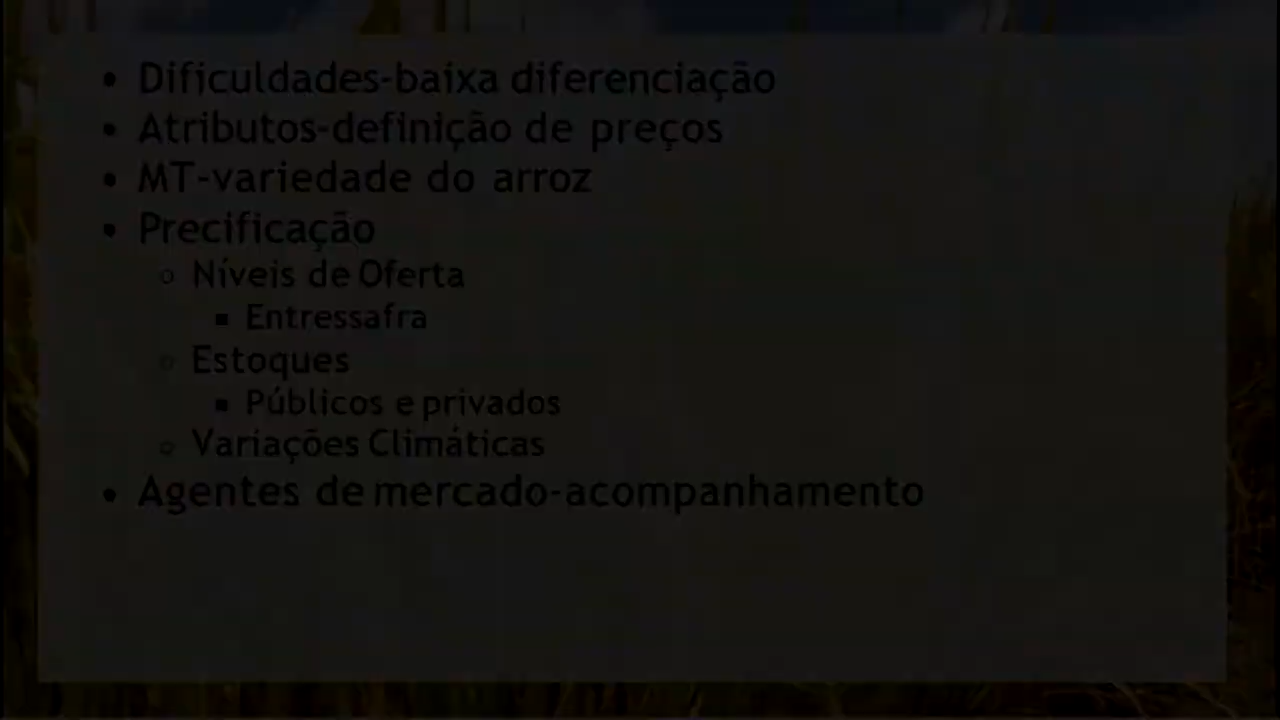 • Dificuldades-baixa diferenciação
• Atributos-definição de preços
• MT-variedade do arroz
• Precificação
○ Níveis de Oferta
▪ Entressafra
○ Estoques
▪ Públicos e privados
○ Variações Climáticas
• Agentes de mercado-acompanhamento